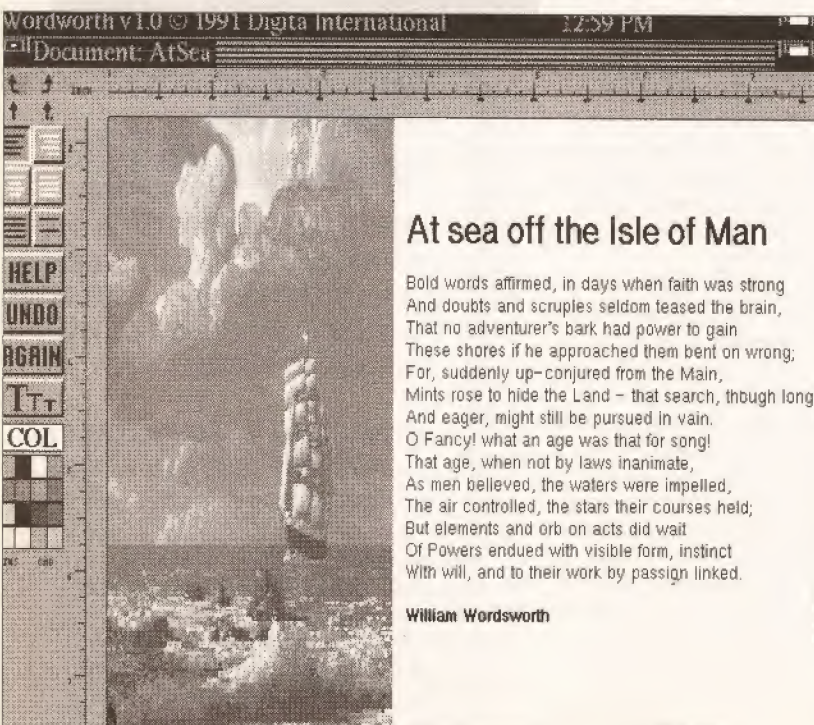 Wordworth v 1.0 © 1991 Digita International 12:59 PM
Document: AtSea
HELP
UNDO
AGAIN
TTT
COL
At sea off the Isle of Man
Bold words affirmed, in days when faith was strong
And doubts and scruples seldom teased the brain,
That no adventurer's bark had power to gain
These shores if he approached them bent on wrong;
For, suddenly up-conjured from the Main,
Mints rose to hide the Land - that search, though long
And eager, might still be pursued in vain.
O Fancy! what an age was that for song!
That age, when not by laws inanimate,
As men believed, the waters were impelled,
The air controlled, the stars their courses held;
But elements and orb on acts did wait
Of Powers endued with visible form, instinct
With will, and to their work by passion linked.
William Wordsworth